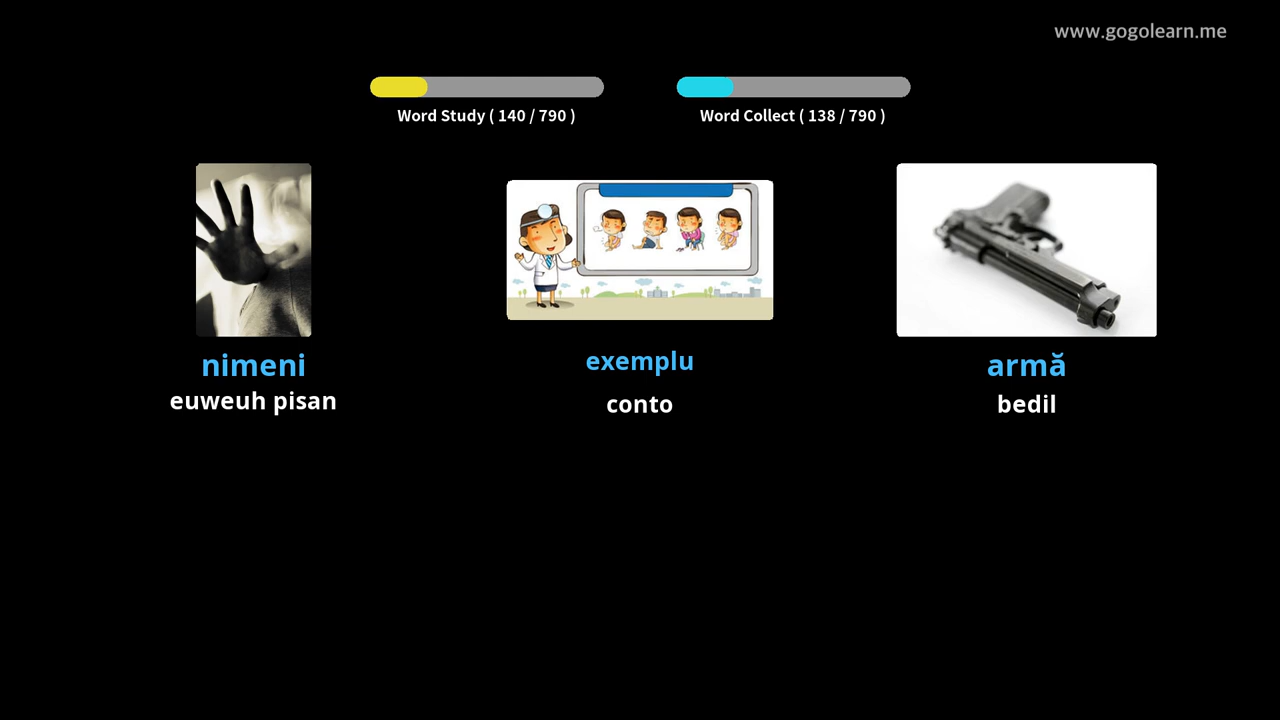 www.gogolearn.me
Word Study ( 140 / 790 )
Word Collect ( 138 / 790 )
nimeni
euweuh pisan
exemplu
conto
armă
bedil